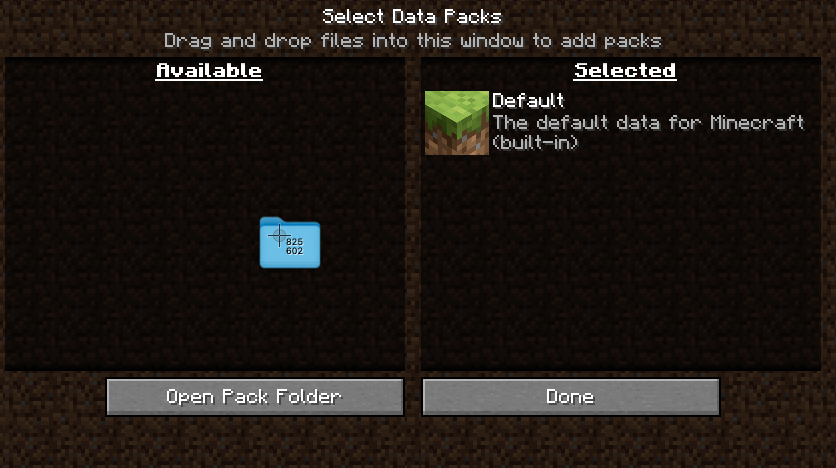 Select Data Packs
Drag and drop files into this window to add packs
Available
Selected
Default
The default data for Minecraft
(built-in)
825
602
Open Pack Folder
Done